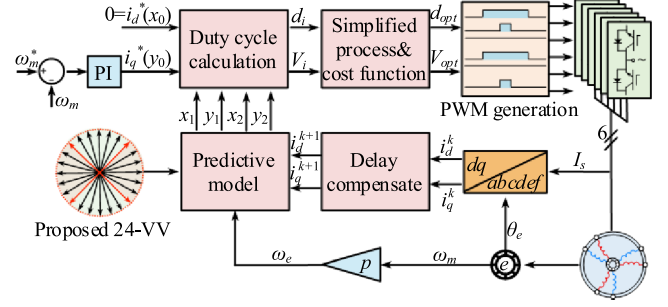 0=i_d^*(x_0)
ω_m^*
+
−
ω_m
PI
i_q^*(y_0)
Duty cycle
calculation
d_i
V_i
Simplified
process&
cost function
d_opt
V_opt
PWM generation
~
x_1 y_1 x_2 y_2
Proposed 24-VV
Predictive
model
i_d^{k+1}
i_q^{k+1}
Delay
compensate
i_d^k
i_q^k
dq
abcdef
I_s
6
θ_e
ω_e
p
ω_m
e